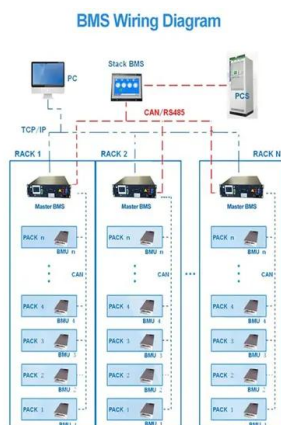 BMS Wiring Diagram
Stack BMS
PC
PCS
CAN/RS485
TCP/IP
RACK 1
RACK 2
RACK N
Master BMS
Master BMS
Master BMS
PACK n
PACK n
PACK n
BMU n
BMU n
BMU n
CAN
CAN
CAN
PACK 4
PACK 4
PACK 4
BMU 4
BMU 4
BMU 4
PACK 3
PACK 3
PACK 3
BMU 3
BMU 3
BMU 3
PACK 2
PACK 2
PACK 2
BMU 2
BMU 2
BMU 2
PACK 1
PACK 1
PACK 1